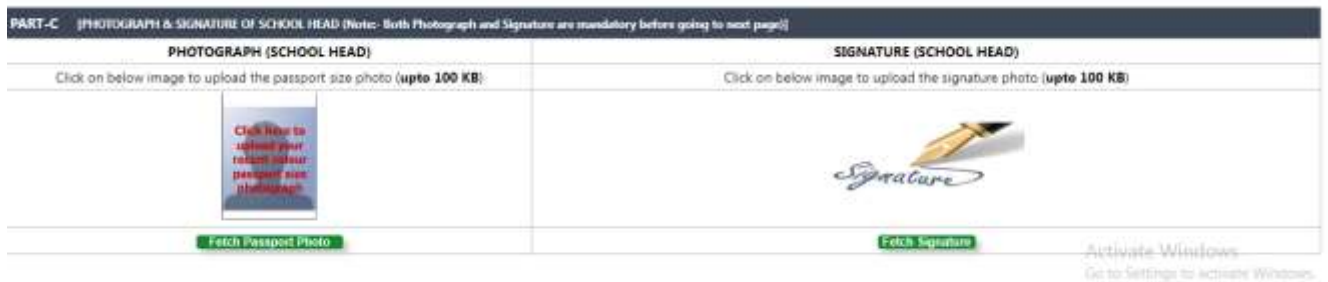 PART-C [PHOTOGRAPH & SIGNATURE OF SCHOOL HEAD (Note:- Both Photograph and Signature are mandatory before going to next page)]
PHOTOGRAPH (SCHOOL HEAD)
SIGNATURE (SCHOOL HEAD)
Click on below image to upload the passport size photo (upto 100 KB)
Click on below image to upload the signature photo (upto 100 KB)
Click here to
upload your
recent colour
passport size
photograph
Signature
Fetch Passport Photo
Fetch Signature
Activate Windows
Go to Settings to activate Windows.